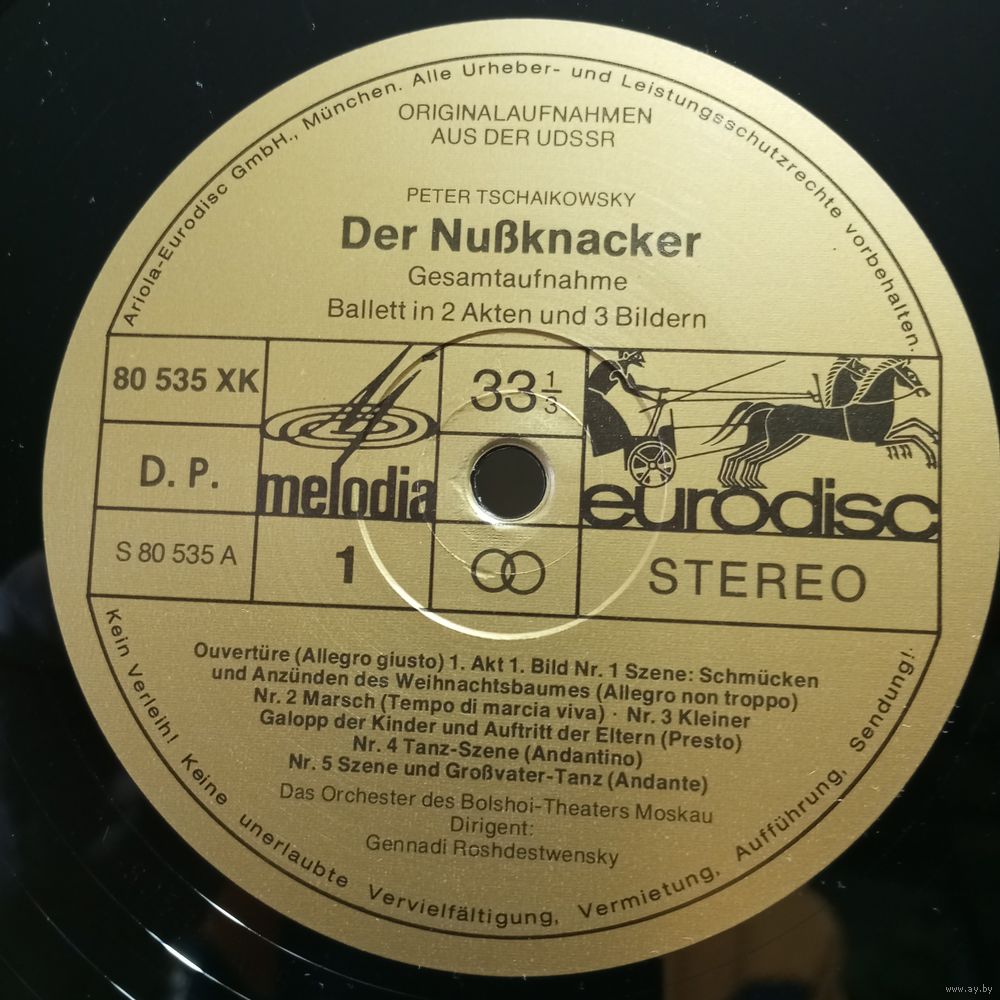 Ariola-Eurodisc GmbH., München. Alle Urheber- und Leistungsschutzrechte vorbehalten.
ORIGINALAUFNAHMEN
AUS DER UDSSR
PETER TSCHAIKOWSKY
Der Nußknacker
Gesamtaufnahme
Ballett in 2 Akten und 3 Bildern
80 535 XK
33 1/3
D. P.
melodia
eurodisc
S 80 535 A
1
STEREO
Ouvertüre (Allegro giusto) 1. Akt 1. Bild Nr. 1 Szene: Schmücken
und Anzünden des Weihnachtsbaumes (Allegro non troppo)
Nr. 2 Marsch (Tempo di marcia viva) · Nr. 3 Kleiner
Galopp der Kinder und Auftritt der Eltern (Presto)
Nr. 4 Tanz-Szene (Andantino)
Nr. 5 Szene und Großvater-Tanz (Andante)
Das Orchester des Bolshoi-Theaters Moskau
Dirigent:
Gennadi Roshdestwensky
Kein Verleih! Keine unerlaubte Vervielfältigung, Vermietung, Aufführung, Sendung!
www.ay.by